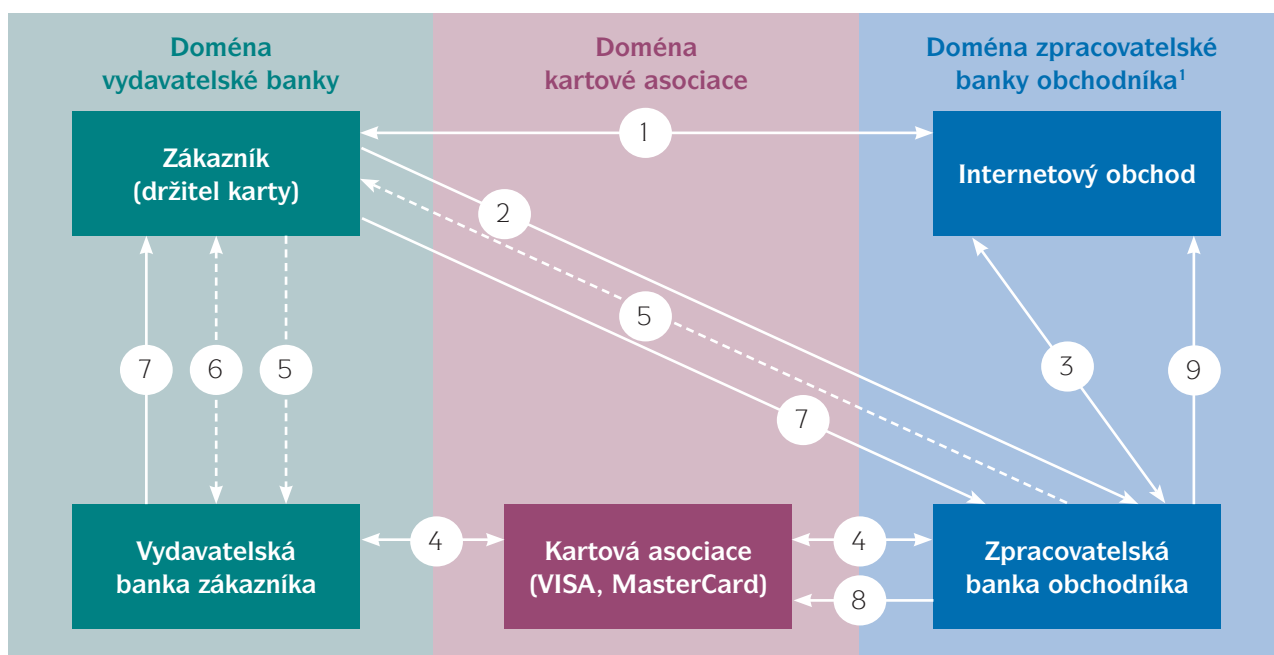 Doména
vydavatelské banky
Doména
kartové asociace
Doména zpracovatelské
banky obchodníka¹
Zákazník
(držitel karty)
1
Internetový obchod
2
5
7
6
5
3
9
7
Vydavatelská
banka zákazníka
4
Kartová asociace
(VISA, MasterCard)
4
8
Zpracovatelská
banka obchodníka